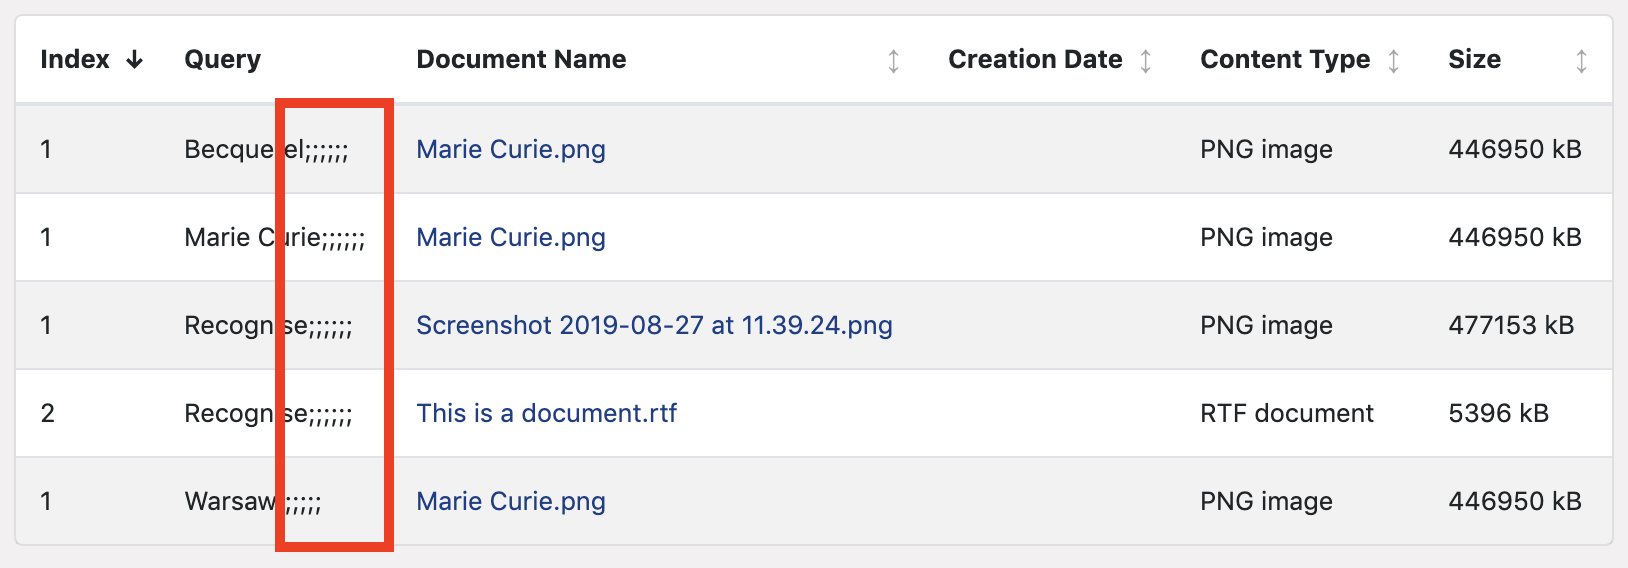 Index Query Document Name Creation Date Content Type Size
1 Becquerel;;;;;; Marie Curie.png PNG image 446950 kB
1 Marie Curie;;;;;; Marie Curie.png PNG image 446950 kB
1 Recognise;;;;;; Screenshot 2019-08-27 at 11.39.24.png PNG image 477153 kB
2 Recognise;;;;;; This is a document.rtf RTF document 5396 kB
1 Warsaw;;;;;; Marie Curie.png PNG image 446950 kB